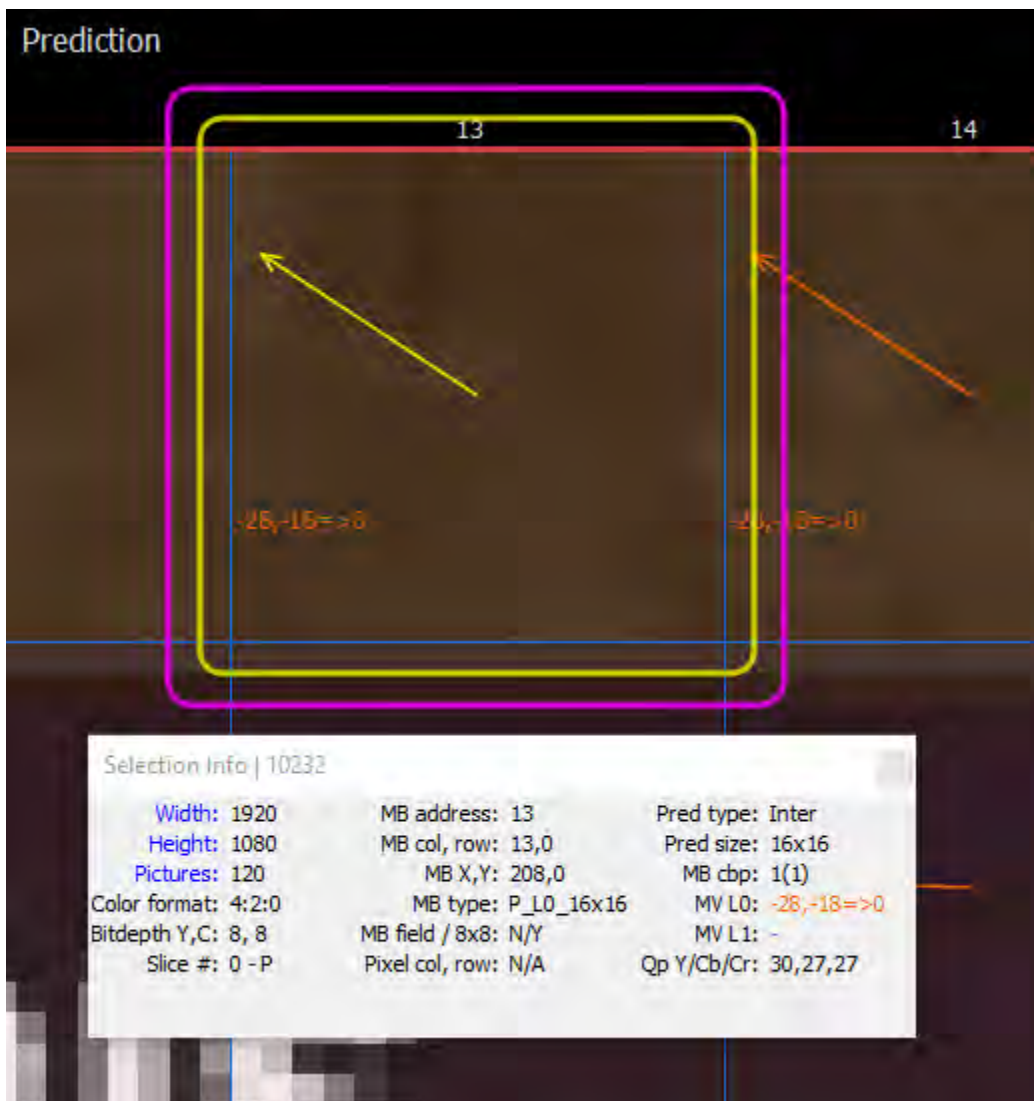 Prediction
13 14
-28,-18=>0 -28,-18=>0
Selection Info | 10232
Width: 1920 MB address: 13 Pred type: Inter
Height: 1080 MB col, row: 13,0 Pred size: 16x16
Pictures: 120 MB X,Y: 208,0 MB cbp: 1(1)
Color format: 4:2:0 MB type: P_L0_16x16 MV L0: -28,-18=>0
Bitdepth Y,C: 8, 8 MB field / 8x8: N/Y MV L1: -
Slice #: 0 - P Pixel col, row: N/A Qp Y/Cb/Cr: 30,27,27